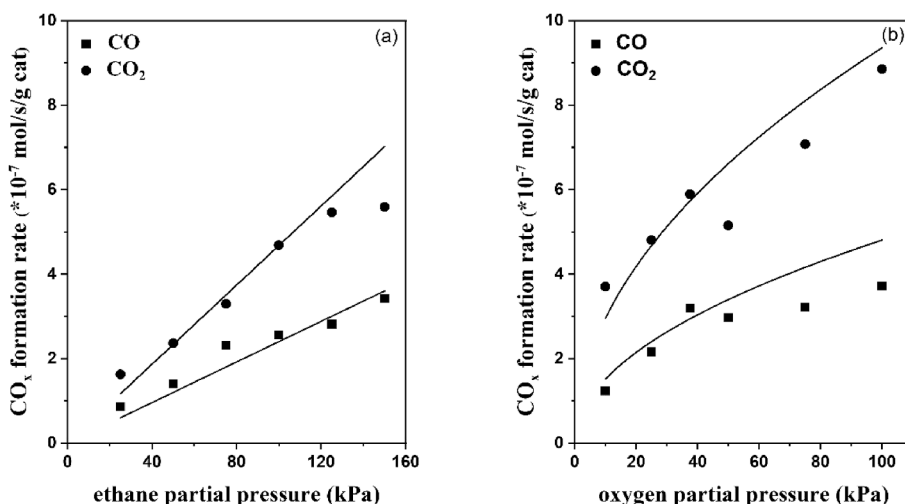 (a)
CO
CO₂
COₓ formation rate (*10⁻⁷ mol/s/g cat)
10
8
6
4
2
0
0 40 80 120 160
ethane partial pressure (kPa)
(b)
CO
CO₂
COₓ formation rate (*10⁻⁷ mol/s/g cat)
10
8
6
4
2
0
0 20 40 60 80 100
oxygen partial pressure (kPa)